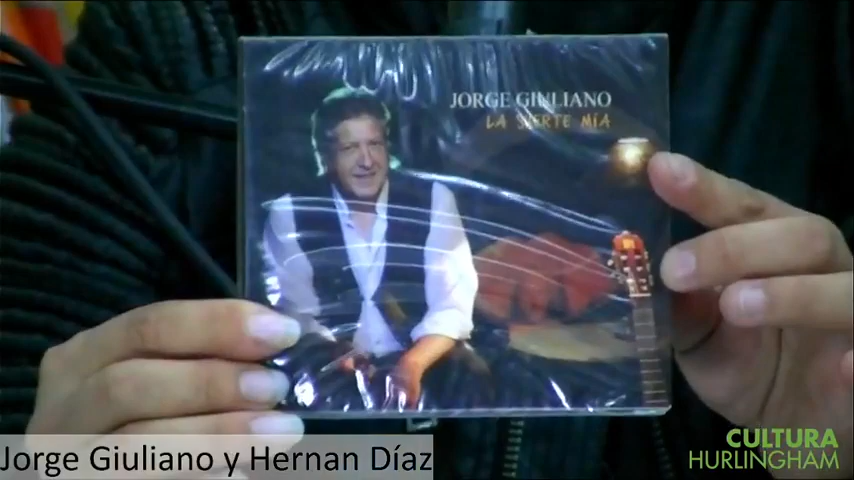 JORGE GIULIANO
LA SUERTE MÍA
Jorge Giuliano y Hernan Díaz
CULTURA
HURLINGHAM